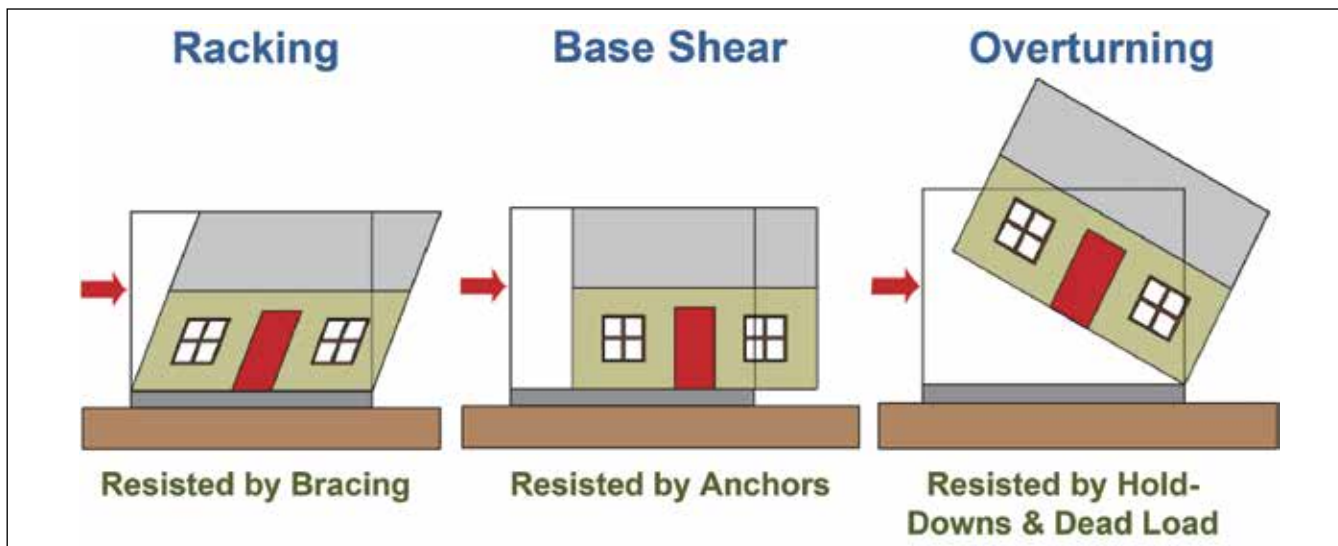 Racking
Base Shear
Overturning
Resisted by Bracing
Resisted by Anchors
Resisted by Hold-
Downs & Dead Load